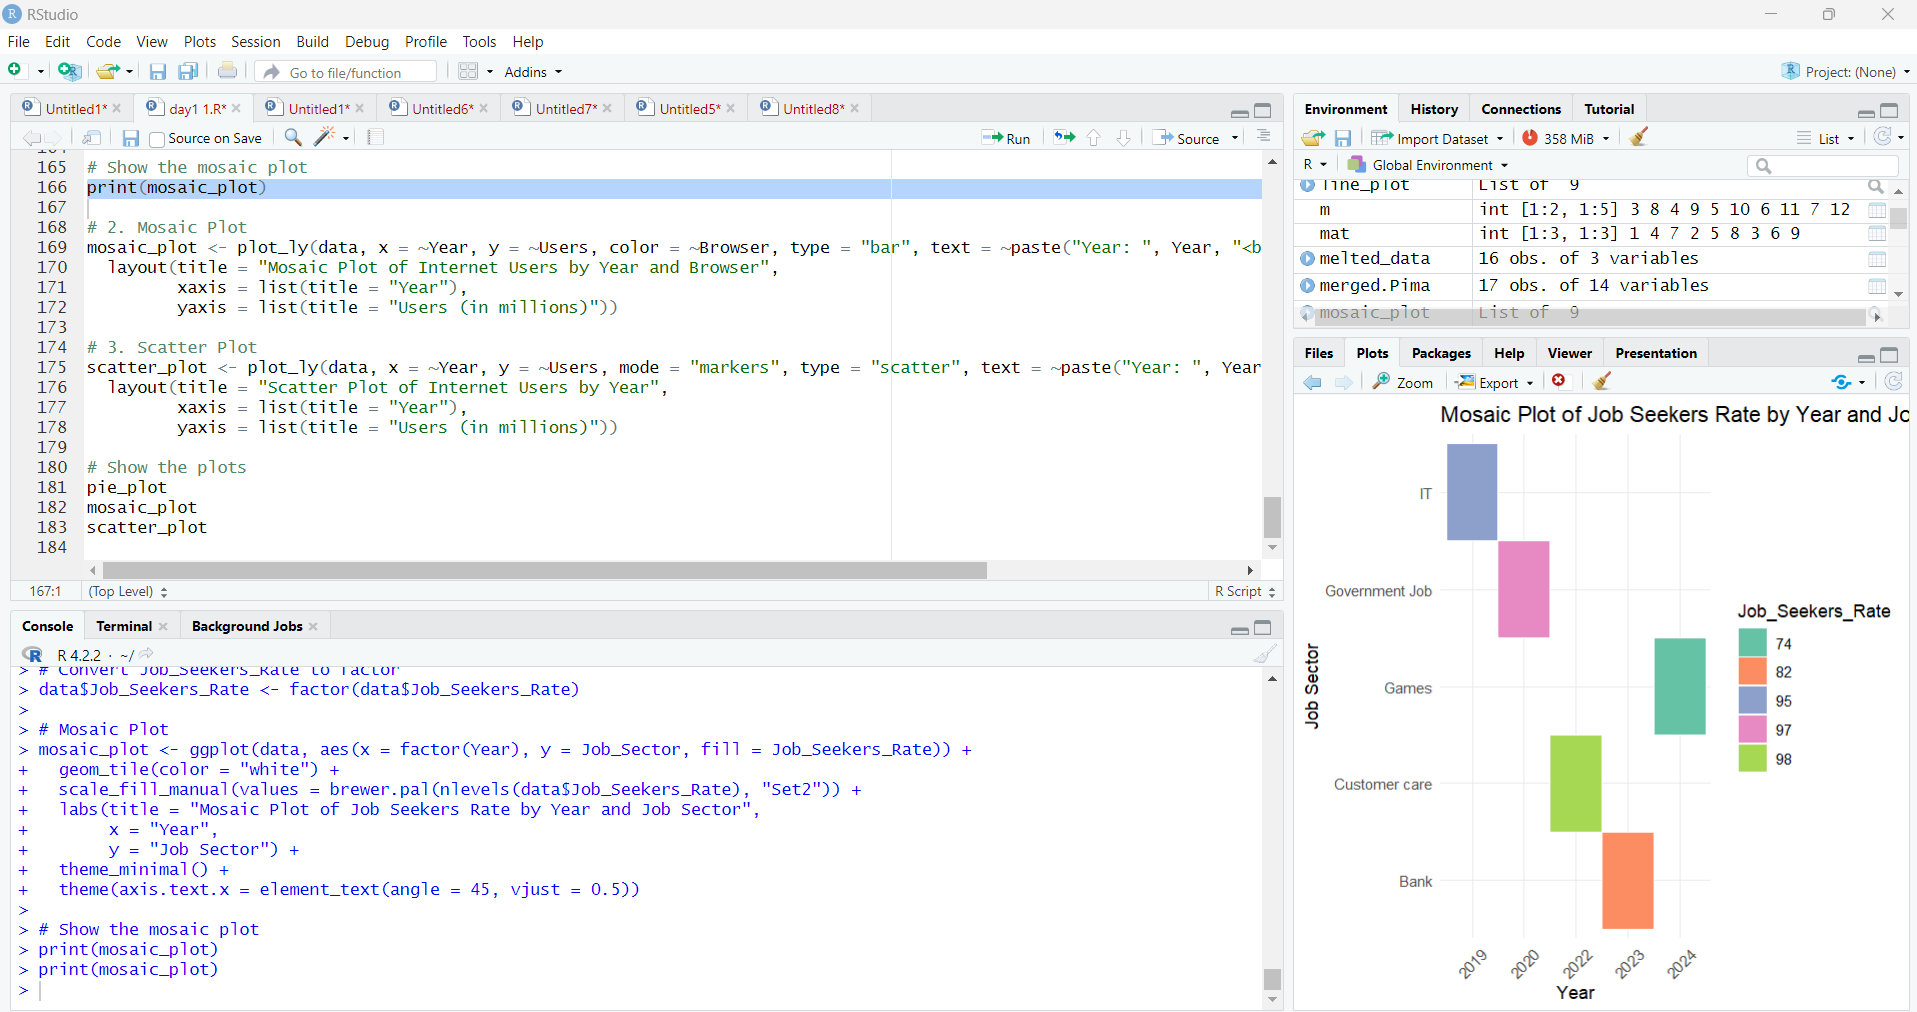 RStudio
File Edit Code View Plots Session Build Debug Profile Tools Help
Go to file/function Addins Project: (None)
Untitled1* day1 1.R* Untitled1* Untitled6* Untitled7* Untitled5* Untitled8*
Source on Save Run Source
165 # Show the mosaic plot
166 print(mosaic_plot)
167
168 # 2. Mosaic Plot
169 mosaic_plot <- plot_ly(data, x = ~Year, y = ~Users, color = ~Browser, type = "bar", text = ~paste("Year: ", Year, "<b
170   layout(title = "Mosaic Plot of Internet Users by Year and Browser",
171          xaxis = list(title = "Year"),
172          yaxis = list(title = "Users (in millions)"))
173
174 # 3. Scatter Plot
175 scatter_plot <- plot_ly(data, x = ~Year, y = ~Users, mode = "markers", type = "scatter", text = ~paste("Year: ", Year
176   layout(title = "Scatter Plot of Internet Users by Year",
177          xaxis = list(title = "Year"),
178          yaxis = list(title = "Users (in millions)"))
179
180 # Show the plots
181 pie_plot
182 mosaic_plot
183 scatter_plot
184
167:1 (Top Level) R Script
Console Terminal Background Jobs
R 4.2.2 · ~/
> # Convert Job_Seekers_Rate to factor
> data$Job_Seekers_Rate <- factor(data$Job_Seekers_Rate)
>
> # Mosaic Plot
> mosaic_plot <- ggplot(data, aes(x = factor(Year), y = Job_Sector, fill = Job_Seekers_Rate)) +
+   geom_tile(color = "white") +
+   scale_fill_manual(values = brewer.pal(nlevels(data$Job_Seekers_Rate), "Set2")) +
+   labs(title = "Mosaic Plot of Job Seekers Rate by Year and Job Sector",
+        x = "Year",
+        y = "Job Sector") +
+   theme_minimal() +
+   theme(axis.text.x = element_text(angle = 45, vjust = 0.5))
>
> # Show the mosaic plot
> print(mosaic_plot)
> print(mosaic_plot)
>
Environment History Connections Tutorial
Import Dataset 358 MiB List
R Global Environment
line_plot List of 9
m int [1:2, 1:5] 3 8 4 9 5 10 6 11 7 12
mat int [1:3, 1:3] 1 4 7 2 5 8 3 6 9
melted_data 16 obs. of 3 variables
merged.Pima 17 obs. of 14 variables
mosaic_plot List of 9
Files Plots Packages Help Viewer Presentation
Zoom Export
Mosaic Plot of Job Seekers Rate by Year and Jo
IT
Government Job
Games
Customer care
Bank
Job Sector
2019 2020 2022 2023 2024
Year
Job_Seekers_Rate
74
82
95
97
98